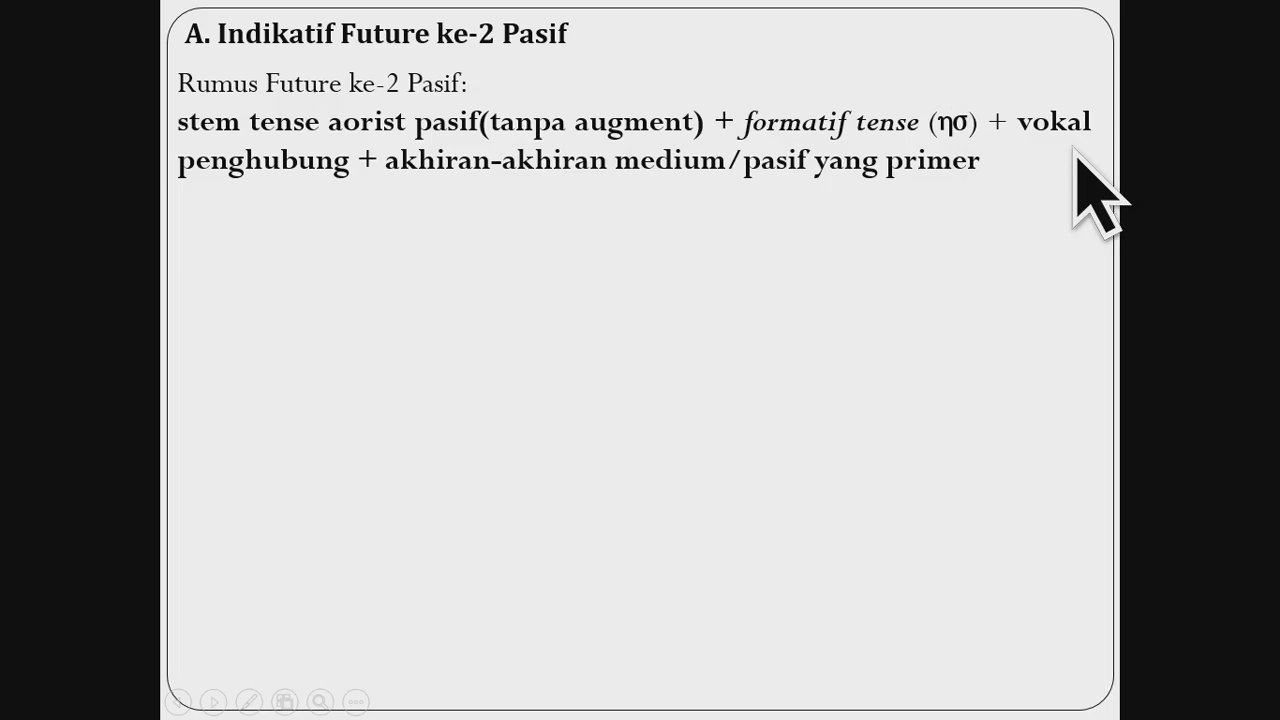 A. Indikatif Future ke-2 Pasif
Rumus Future ke-2 Pasif:
stem tense aorist pasif(tanpa augment) + formatif tense (ησ) + vokal
penghubung + akhiran-akhiran medium/pasif yang primer